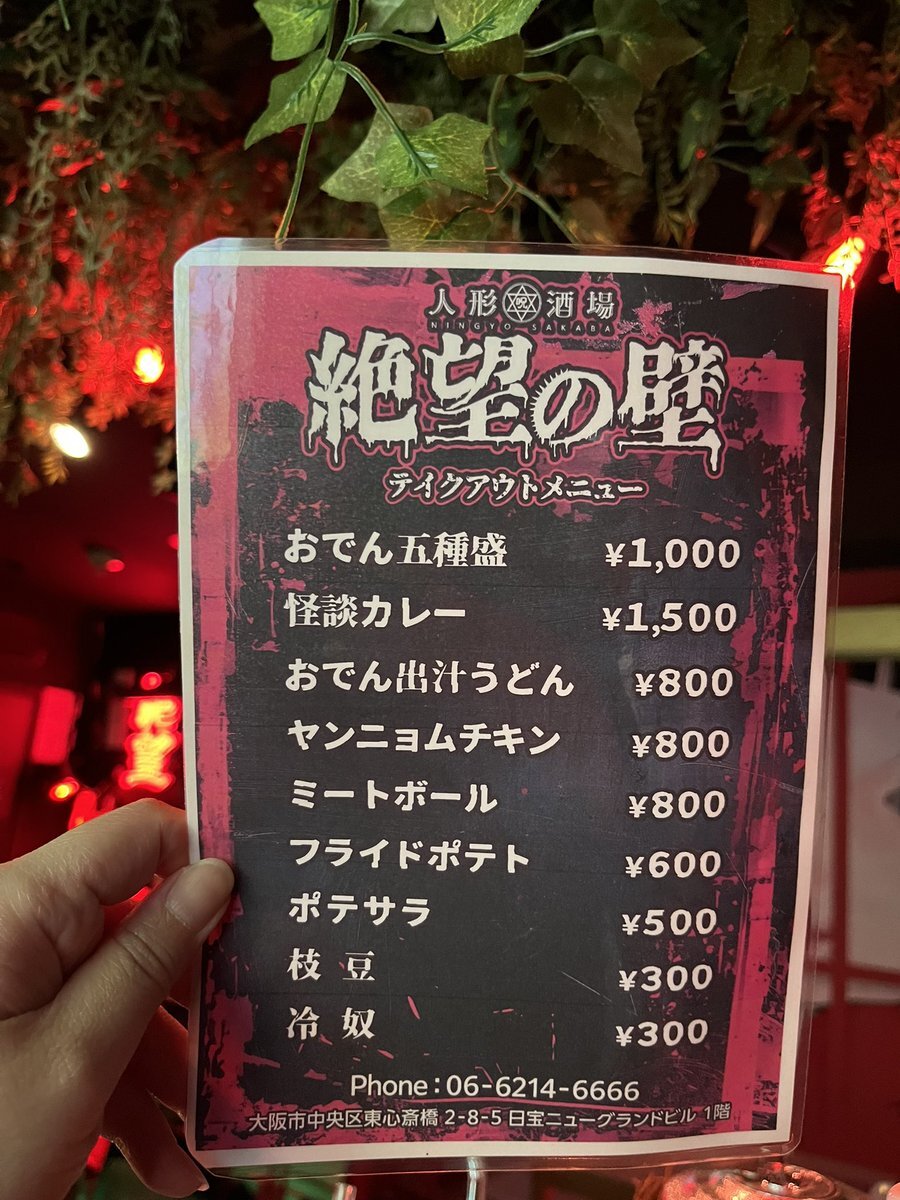 人形 呪 酒場
NINGYO SAKABA
絶望の壁
テイクアウトメニュー
おでん五種盛 ¥1,000
怪談カレー ¥1,500
おでん出汁うどん ¥800
ヤンニョムチキン ¥800
ミートボール ¥800
フライドポテト ¥600
ポテサラ ¥500
枝豆 ¥300
冷奴 ¥300
Phone:06-6214-6666
大阪市中央区東心斎橋 2-8-5 日宝ニューグランドビル 1階